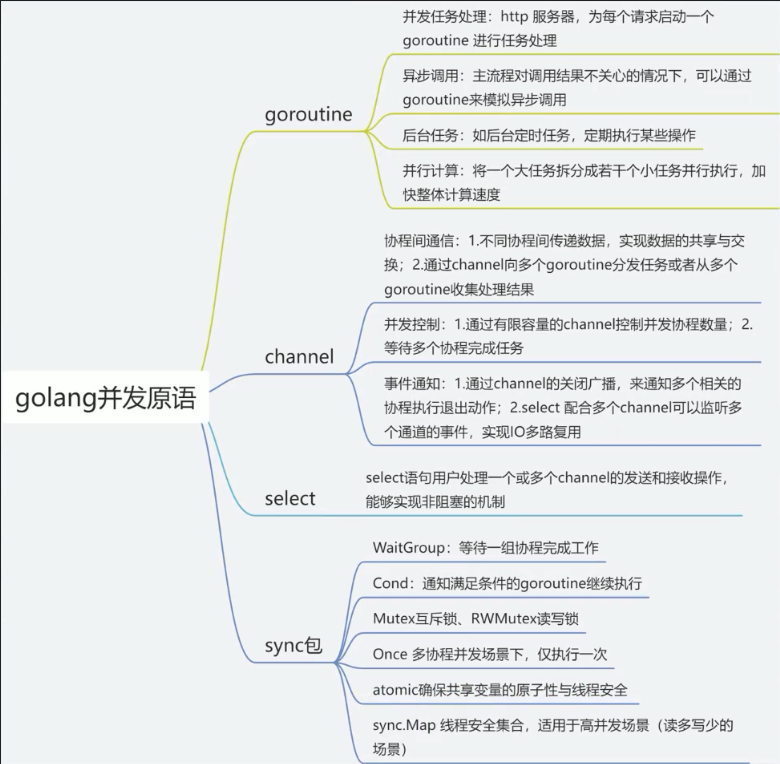 并发任务处理：http 服务器，为每个请求启动一个
goroutine 进行任务处理
异步调用：主流程对调用结果不关心的情况下，可以通过
goroutine来模拟异步调用
goroutine
后台任务：如后台定时任务，定期执行某些操作
并行计算：将一个大任务拆分成若干个小任务并行执行，加
快整体计算速度
协程间通信：1.不同协程间传递数据，实现数据的共享与交
换；2.通过channel向多个goroutine分发任务或者从多个
goroutine收集处理结果
并发控制：1.通过有限容量的channel控制并发协程数量；2.
等待多个协程完成任务
channel
事件通知：1.通过channel的关闭广播，来通知多个相关的
协程执行退出动作；2.select 配合多个channel可以监听多
个通道的事件，实现IO多路复用
golang并发原语
select语句用户处理一个或多个channel的发送和接收操作，
能够实现非阻塞的机制
select
WaitGroup：等待一组协程完成工作
Cond：通知满足条件的goroutine继续执行
Mutex互斥锁、RWMutex读写锁
sync包
Once 多协程并发场景下，仅执行一次
atomic确保共享变量的原子性与线程安全
sync.Map 线程安全集合，适用于高并发场景（读多写少的
场景）